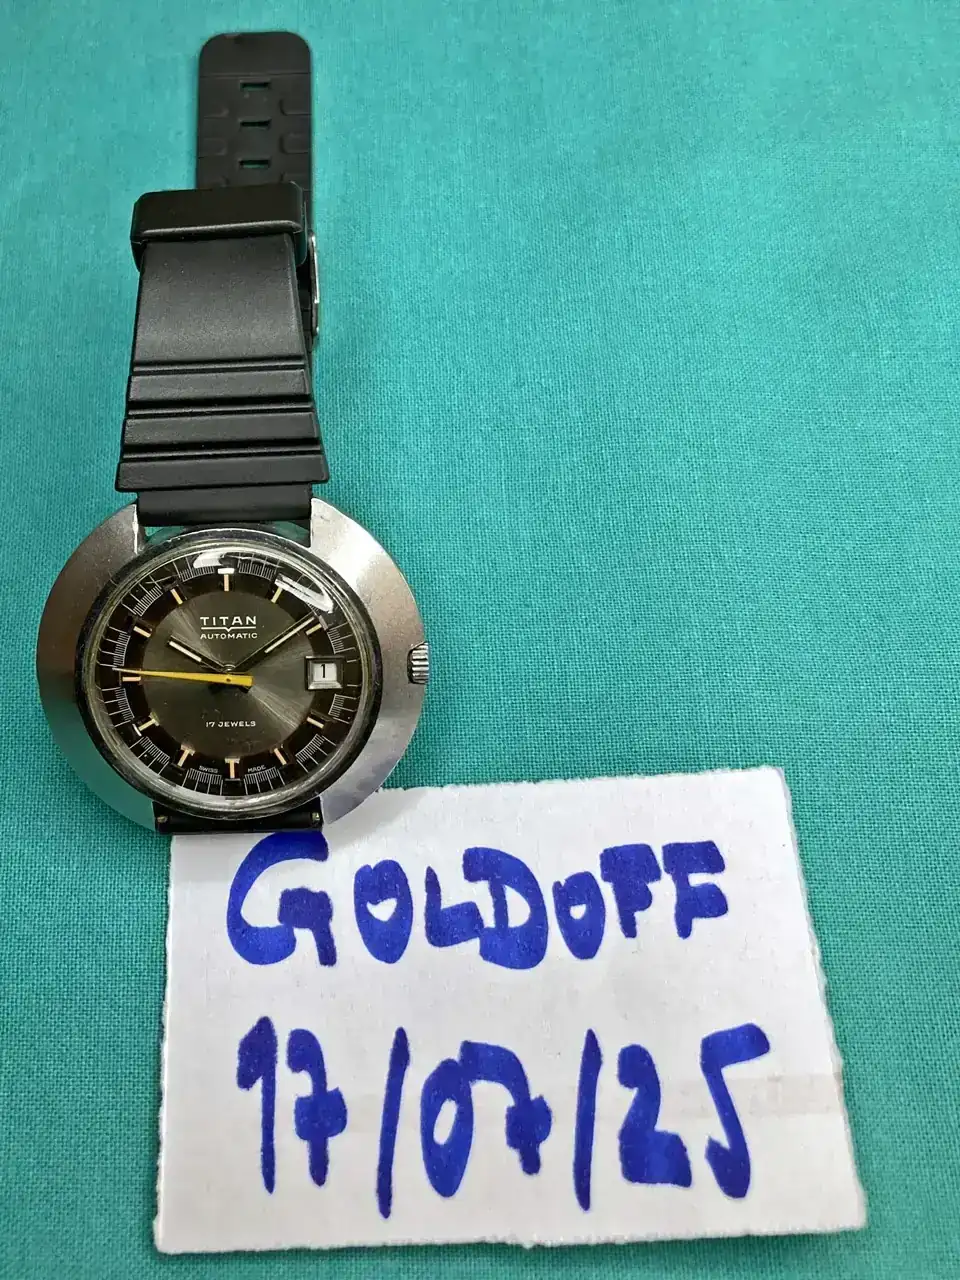 TITAN
AUTOMATIC
1
17 JEWELS
SWISS MADE
GOLDOFF
17/07/25